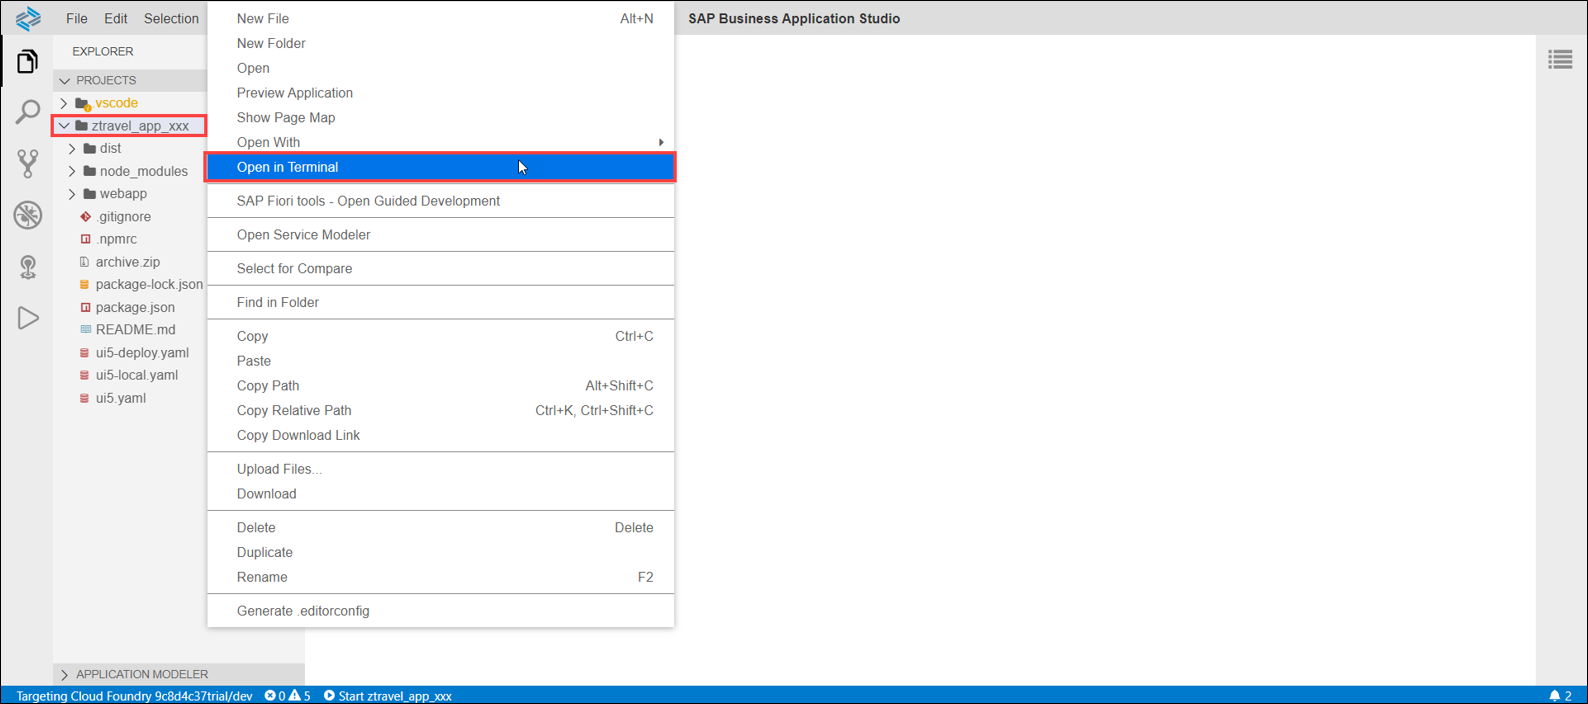 File Edit Selection
SAP Business Application Studio
EXPLORER
PROJECTS
.vscode
ztravel_app_xxx
dist
node_modules
webapp
.gitignore
.npmrc
archive.zip
package-lock.json
package.json
README.md
ui5-deploy.yaml
ui5-local.yaml
ui5.yaml
APPLICATION MODELER
New File Alt+N
New Folder
Open
Preview Application
Show Page Map
Open With
Open in Terminal
SAP Fiori tools - Open Guided Development
Open Service Modeler
Select for Compare
Find in Folder
Copy Ctrl+C
Paste
Copy Path Alt+Shift+C
Copy Relative Path Ctrl+K, Ctrl+Shift+C
Copy Download Link
Upload Files...
Download
Delete Delete
Duplicate
Rename F2
Generate .editorconfig
Targeting Cloud Foundry 9c8d4c37trial/dev 0 5 Start ztravel_app_xxx 2